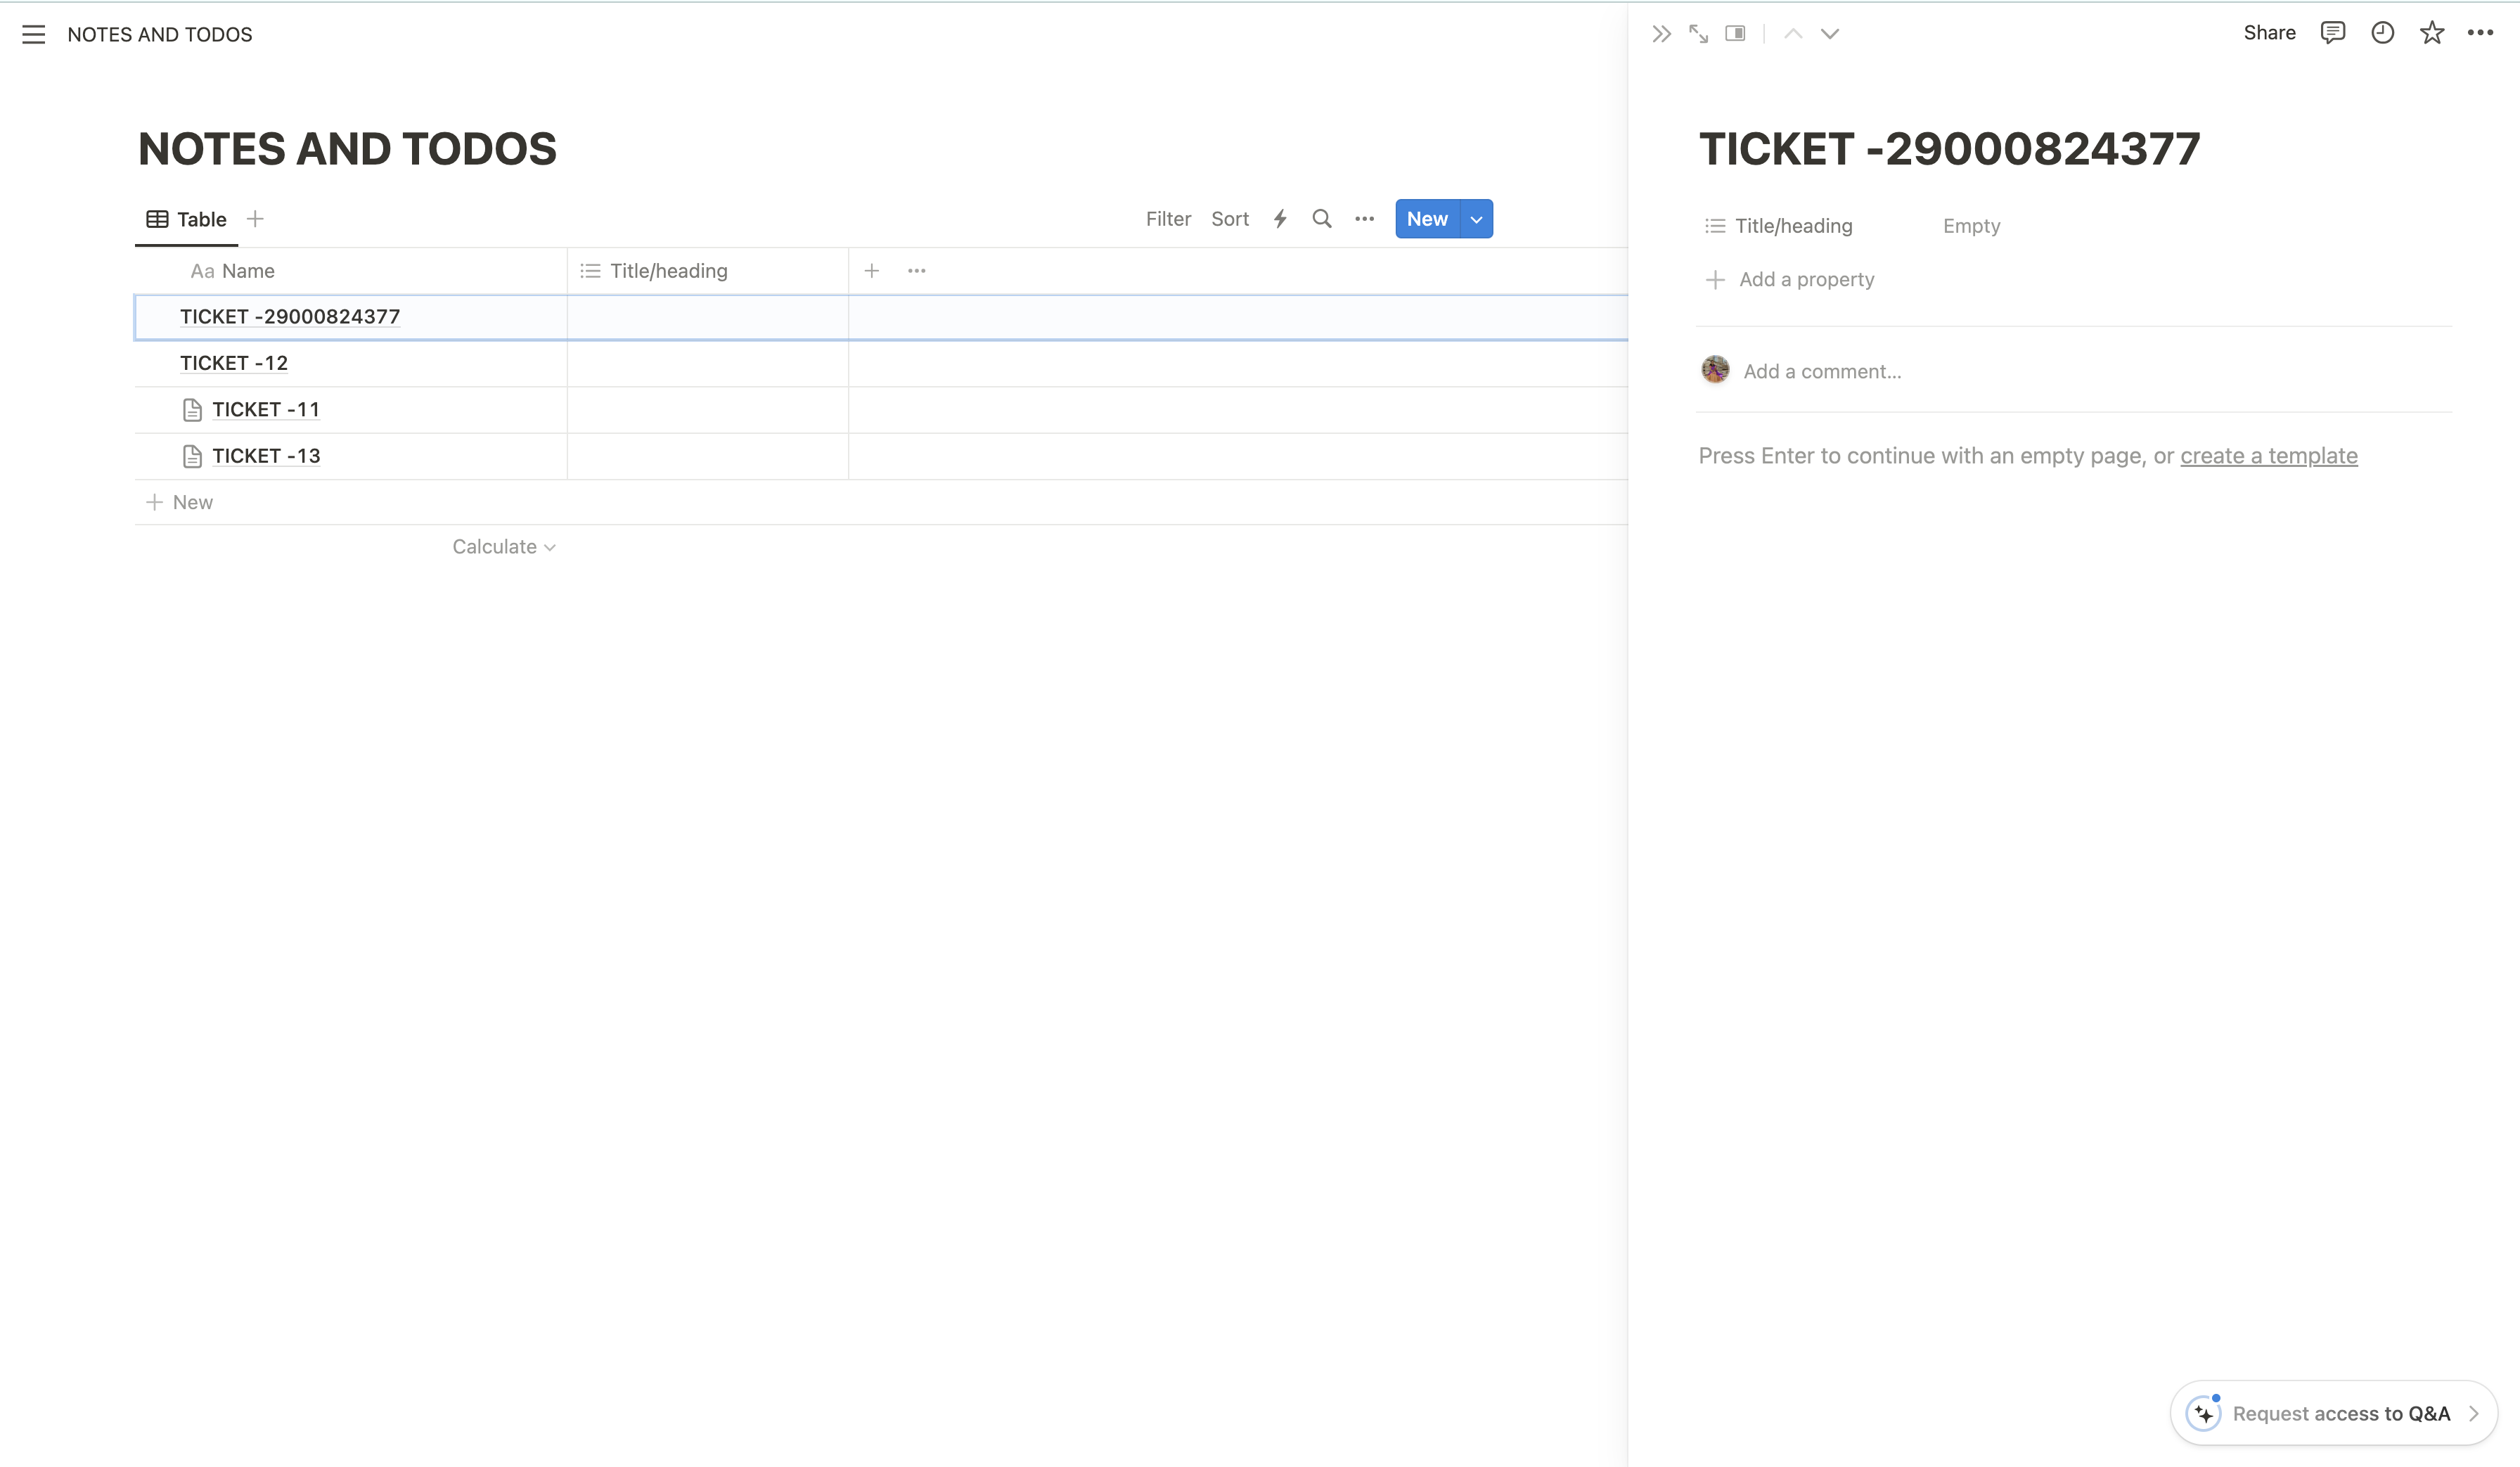 NOTES AND TODOS
NOTES AND TODOS
Table
Filter Sort New
Aa Name Title/heading
TICKET -29000824377
TICKET -12
TICKET -11
TICKET -13
New
Calculate
Share
TICKET -29000824377
Title/heading Empty
Add a property
Add a comment...
Press Enter to continue with an empty page, or create a template
Request access to Q&A